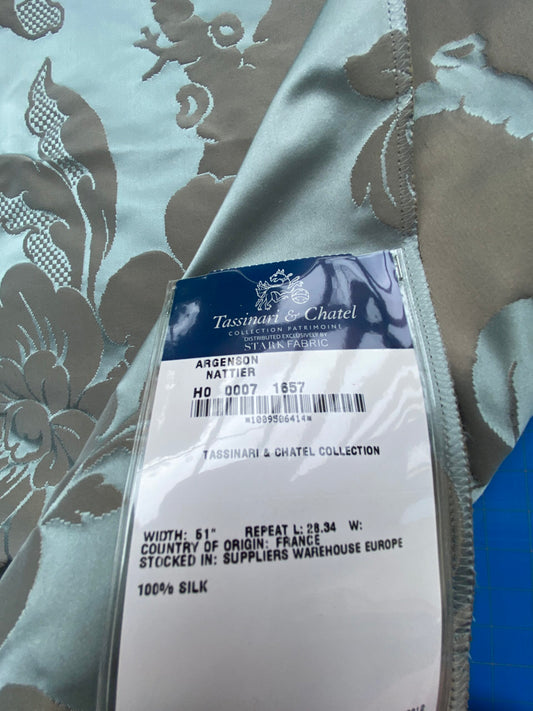 Tassinari & Chatel
COLLECTION PATRIMOINE
DISTRIBUTED EXCLUSIVELY BY
STARK FABRIC
ARGENSON
NATTIER
H0 0007 1657
*1009506414*
TASSINARI & CHATEL COLLECTION
WIDTH: 51" REPEAT L: 28.34 W:
COUNTRY OF ORIGIN: FRANCE
STOCKED IN: SUPPLIERS WAREHOUSE EUROPE
100% SILK